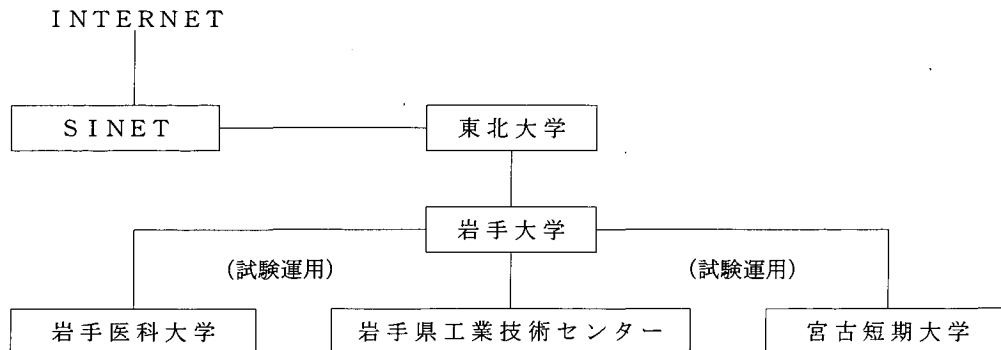 INTERNET
SINET
東北大学
岩手大学
(試験運用)
(試験運用)
岩手医科大学
岩手県工業技術センター
宮古短期大学